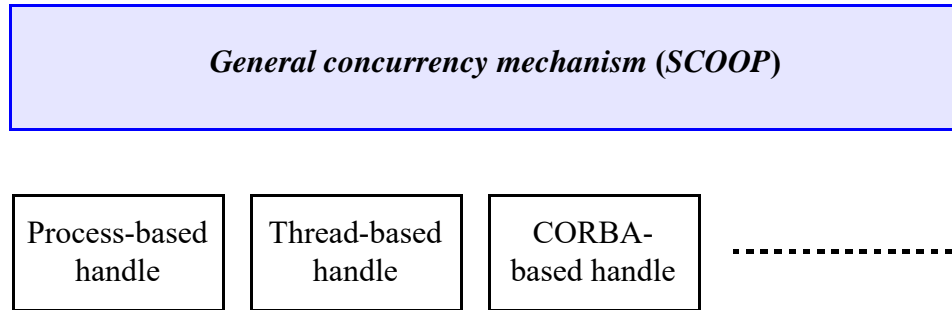 General concurrency mechanism (SCOOP)
Process-based
handle
Thread-based
handle
CORBA-
based handle